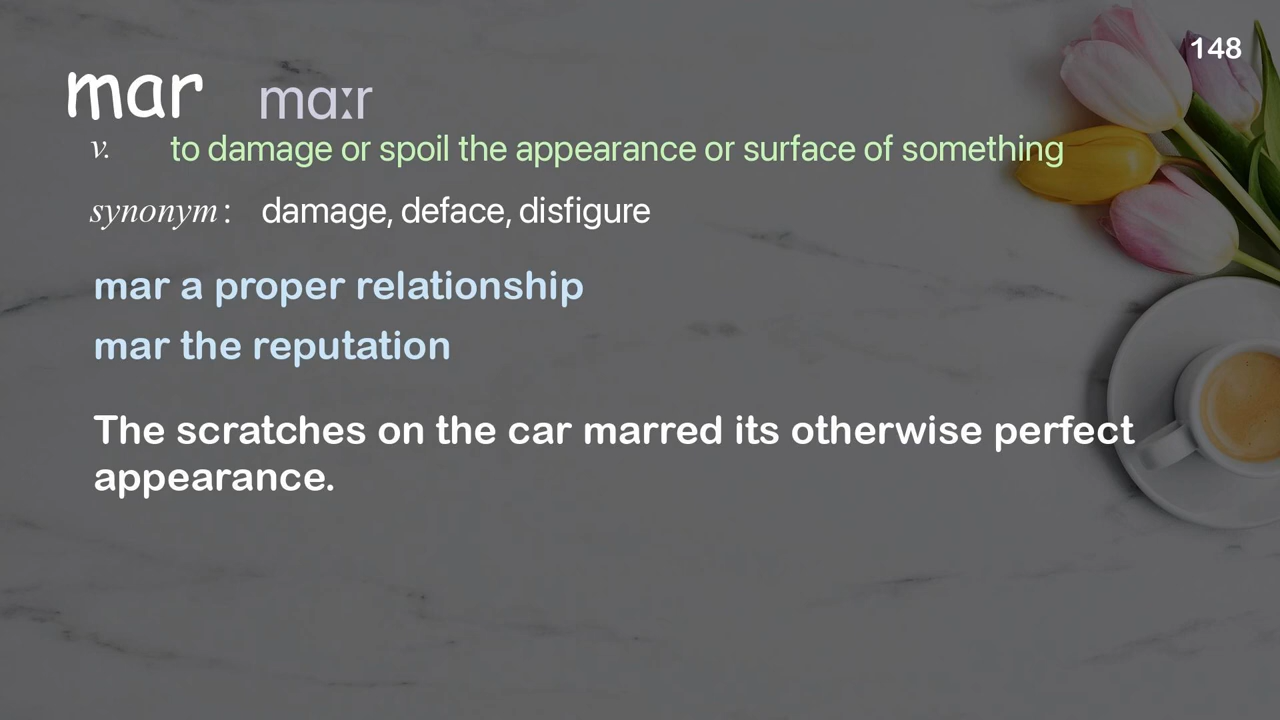 148
mar mɑːr
v. to damage or spoil the appearance or surface of something
synonym : damage, deface, disfigure
mar a proper relationship
mar the reputation
The scratches on the car marred its otherwise perfect
appearance.